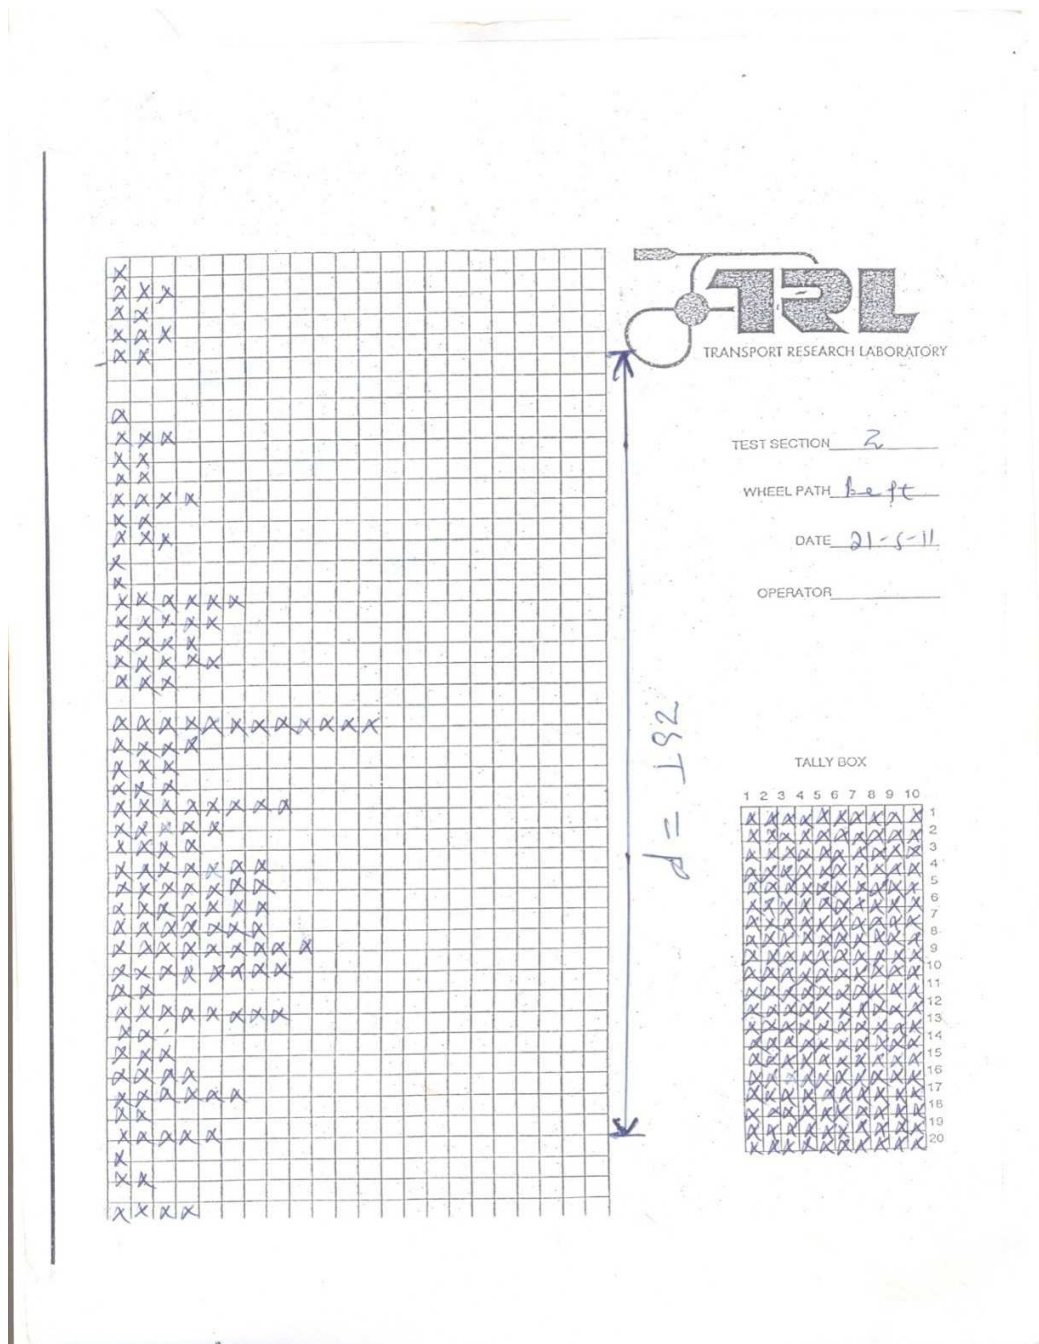 TRL
TRANSPORT RESEARCH LABORATORY
TEST SECTION 2
WHEEL PATH Left
DATE 21-5-11
OPERATOR
d = 192
TALLY BOX
1 2 3 4 5 6 7 8 9 10
1
2
3
4
5
6
7
8
9
10
11
12
13
14
15
16
17
18
19
20